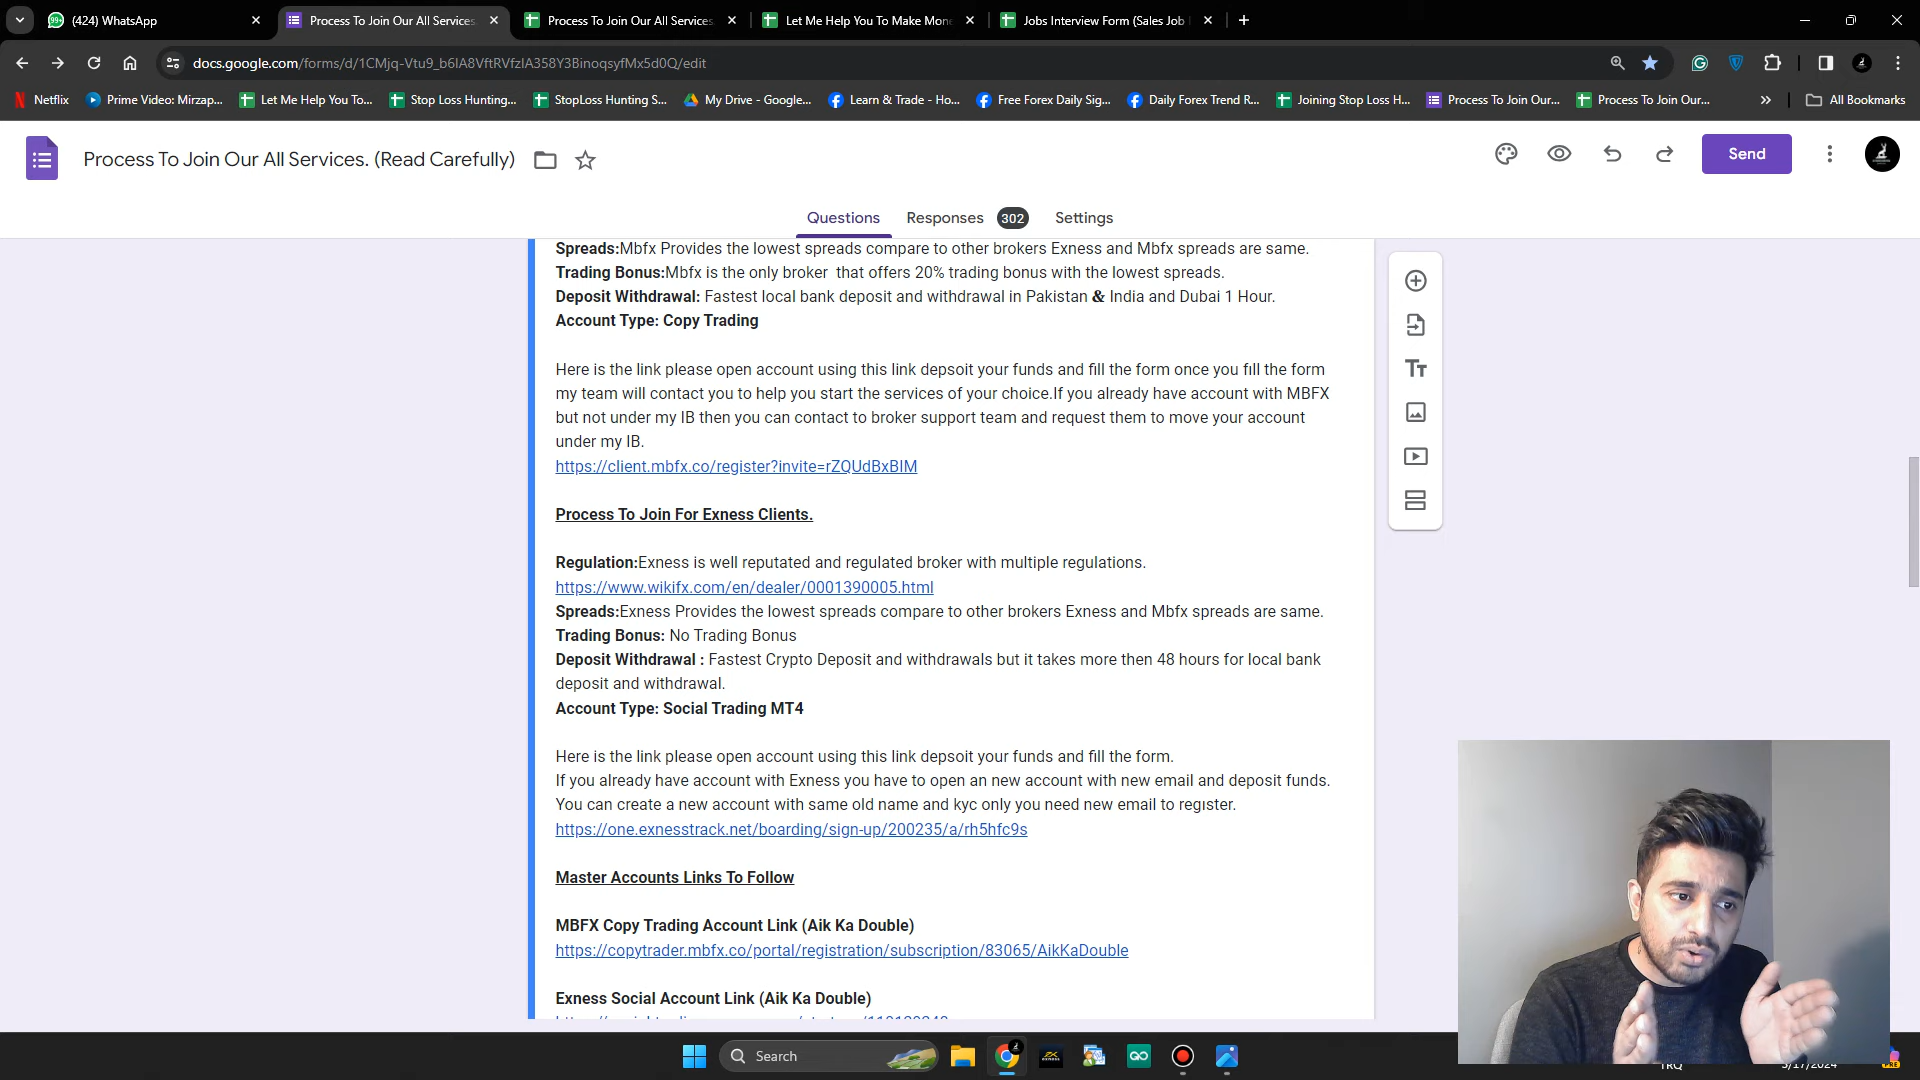 (424) WhatsApp
Process To Join Our All Services.
Process To Join Our All Services.
Let Me Help You To Make Mone
Jobs Interview Form (Sales Job
docs.google.com/forms/d/1CMjq-Vtu9_b6lA8VftRVfzlA358Y3BinoqsyfMx5d0Q/edit
Netflix
Prime Video: Mirzap...
Let Me Help You To...
Stop Loss Hunting...
StopLoss Hunting S...
My Drive - Google...
Learn & Trade - Ho...
Free Forex Daily Sig...
Daily Forex Trend R...
Joining Stop Loss H...
Process To Join Our...
Process To Join Our...
All Bookmarks
Process To Join Our All Services. (Read Carefully)
Send
Questions
Responses 302
Settings
Spreads:Mbfx Provides the lowest spreads compare to other brokers Exness and Mbfx spreads are same.
Trading Bonus:Mbfx is the only broker that offers 20% trading bonus with the lowest spreads.
Deposit Withdrawal: Fastest local bank deposit and withdrawal in Pakistan & India and Dubai 1 Hour.
Account Type: Copy Trading
Here is the link please open account using this link depsoit your funds and fill the form once you fill the form
my team will contact you to help you start the services of your choice.If you already have account with MBFX
but not under my IB then you can contact to broker support team and request them to move your account
under my IB.
https://client.mbfx.co/register?invite=rZQUdBxBIM
Process To Join For Exness Clients.
Regulation:Exness is well reputated and regulated broker with multiple regulations.
https://www.wikifx.com/en/dealer/0001390005.html
Spreads:Exness Provides the lowest spreads compare to other brokers Exness and Mbfx spreads are same.
Trading Bonus: No Trading Bonus
Deposit Withdrawal : Fastest Crypto Deposit and withdrawals but it takes more then 48 hours for local bank
deposit and withdrawal.
Account Type: Social Trading MT4
Here is the link please open account using this link depsoit your funds and fill the form.
If you already have account with Exness you have to open an new account with new email and deposit funds.
You can create a new account with same old name and kyc only you need new email to register.
https://one.exnesstrack.net/boarding/sign-up/200235/a/rh5hfc9s
Master Accounts Links To Follow
MBFX Copy Trading Account Link (Aik Ka Double)
https://copytrader.mbfx.co/portal/registration/subscription/83065/AikKaDouble
Exness Social Account Link (Aik Ka Double)
Search
TRQ